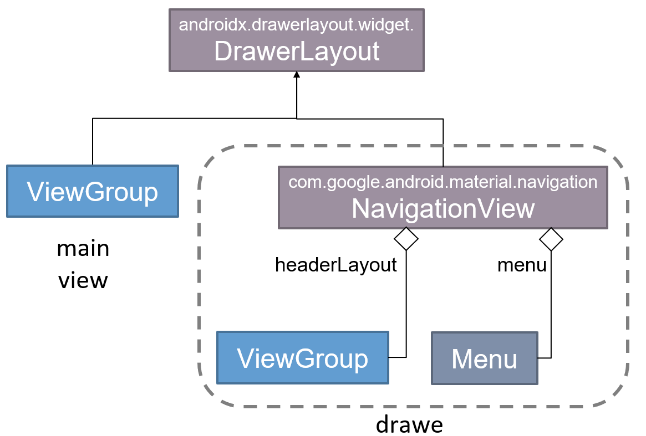 androidx.drawerlayout.widget.
DrawerLayout
ViewGroup
main
view
com.google.android.material.navigation
NavigationView
headerLayout
menu
ViewGroup
Menu
drawe